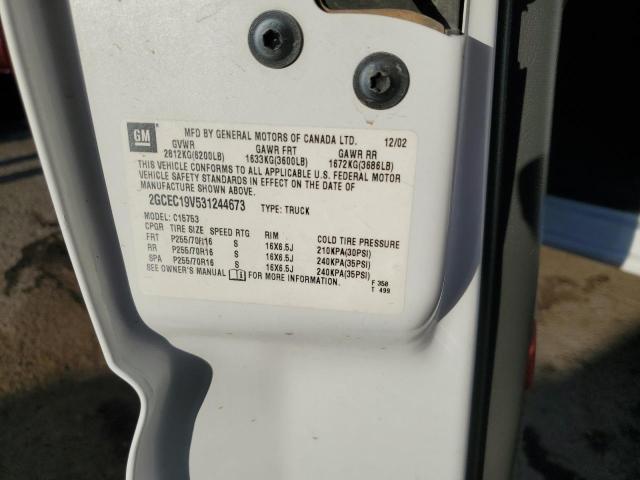 GM
MFD BY GENERAL MOTORS OF CANADA LTD. 12/02
GVWR GAWR FRT GAWR RR
2812KG(6200LB) 1633KG(3600LB) 1672KG(3686LB)
THIS VEHICLE CONFORMS TO ALL APPLICABLE U.S. FEDERAL MOTOR
VEHICLE SAFETY STANDARDS IN EFFECT ON THE DATE OF
MANUFACTURE SHOWN ABOVE.
2GCEC19V531244673 TYPE: TRUCK
MODEL: C15753
CPQR TIRE SIZE SPEED RTG RIM COLD TIRE PRESSURE
FRT P255/70R16 S 16X6.5J 210KPA(30PSI)
RR P255/70R16 S 16X6.5J 240KPA(35PSI)
SPA P255/70R16 S 16X6.5J 240KPA(35PSI)
SEE OWNER'S MANUAL FOR MORE INFORMATION. F 350
T 499